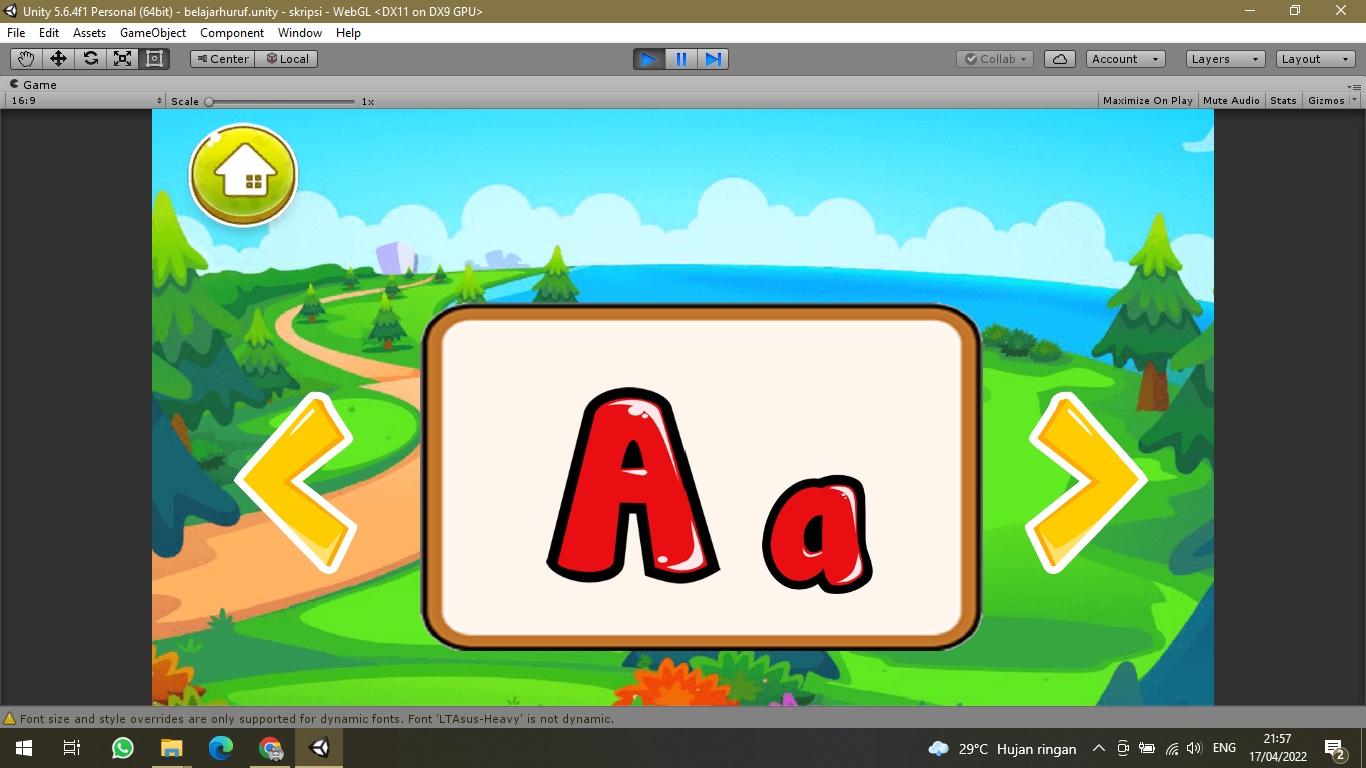 Unity 5.6.4f1 Personal (64bit) - belajarhuruf.unity - skripsi - WebGL <DX11 on DX9 GPU>
File Edit Assets GameObject Component Window Help
Center Local Collab Account Layers Layout
Game
16:9 Scale 1x Maximize On Play Mute Audio Stats Gizmos
A a
Font size and style overrides are only supported for dynamic fonts. Font 'LTAsus-Heavy' is not dynamic.
29°C Hujan ringan ENG 21:57
17/04/2022 2